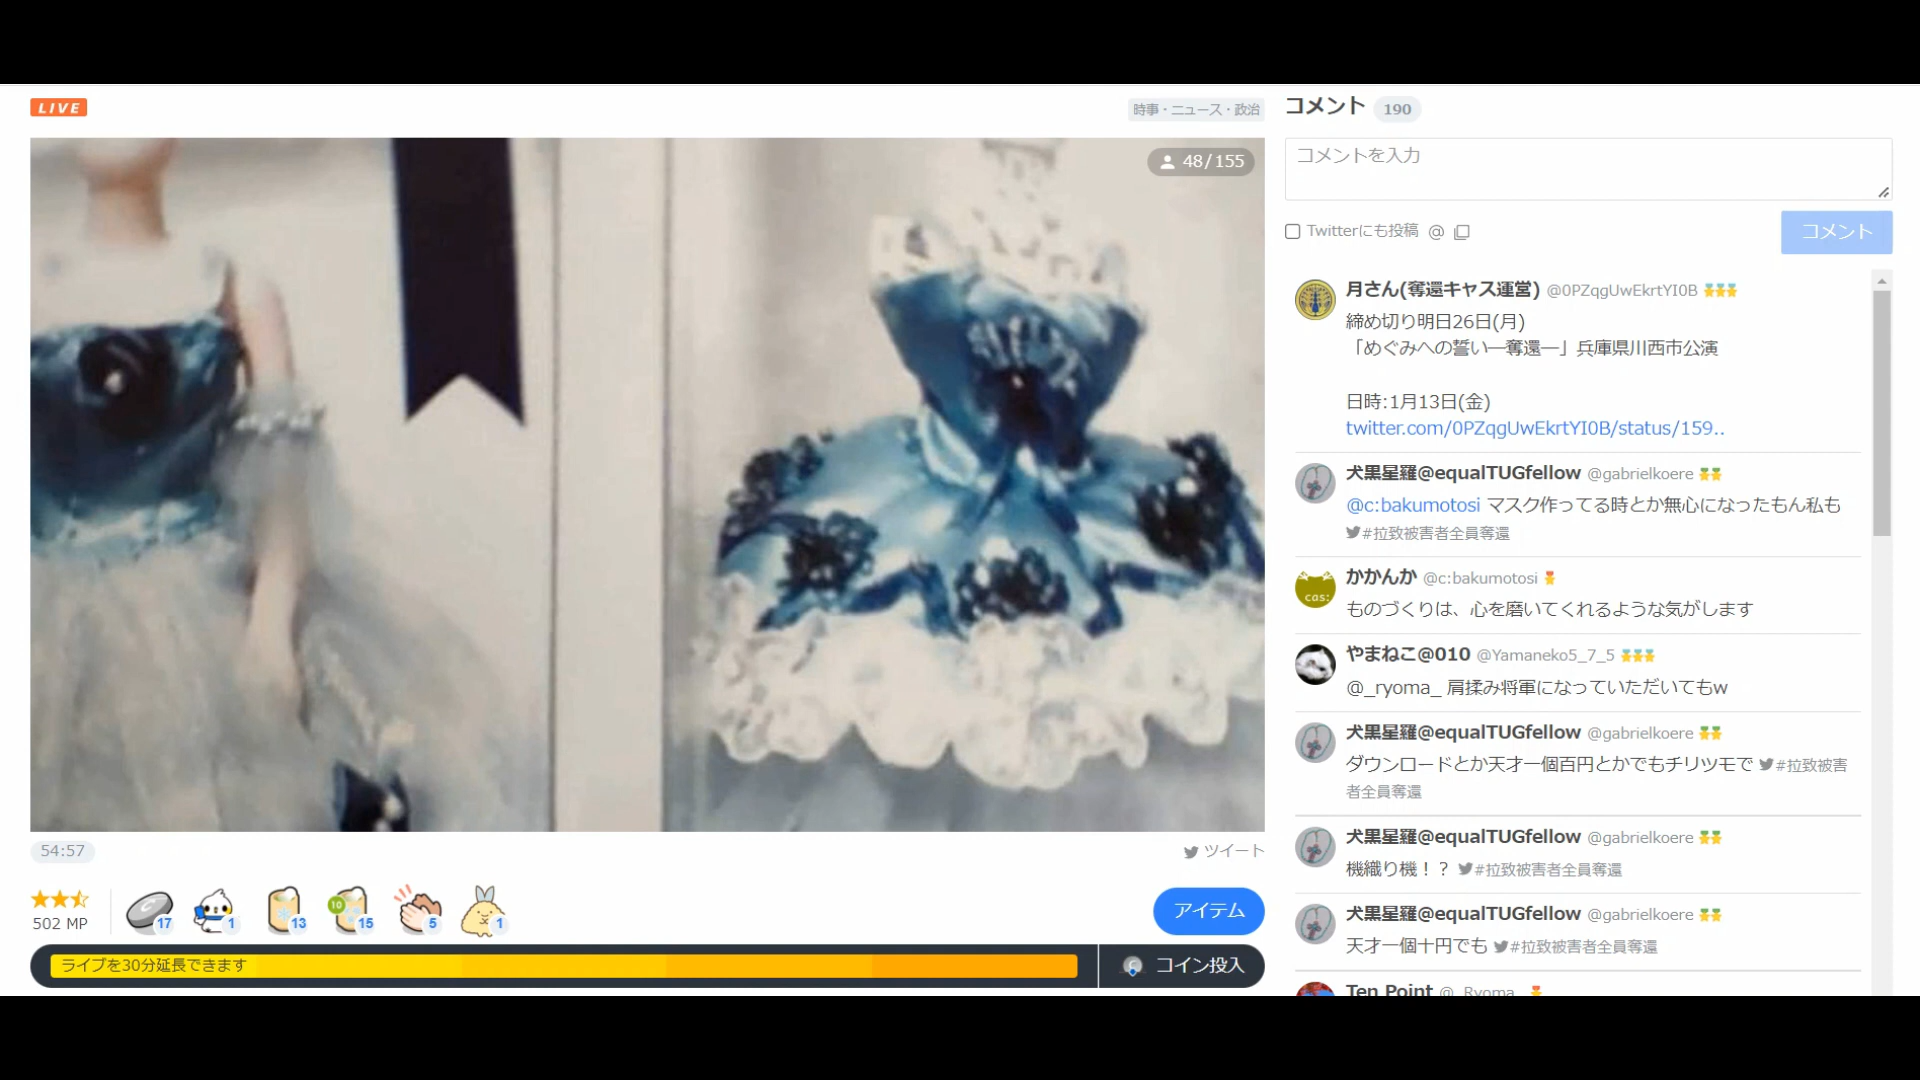 LIVE
時事・ニュース・政治
48/155
54:57
ツイート
502 MP
17
1
13
10
15
5
1
アイテム
ライブを30分延長できます
コイン投入
コメント 190
コメントを入力
Twitterにも投稿 @
コメント
月さん(奪還キャス運営) @0PZqgUwEkrtYI0B
締め切り明日26日(月)
「めぐみへの誓い―奪還―」兵庫県川西市公演
日時:1月13日(金)
twitter.com/0PZqgUwEkrtYI0B/status/159..
犬黒星羅@equalTUGfellow @gabrielkoere
@c:bakumotosi マスク作ってる時とか無心になったもん私も
#拉致被害者全員奪還
cas:
かかんか @c:bakumotosi
ものづくりは、心を磨いてくれるような気がします
やまねこ@010 @Yamaneko5_7_5
@_ryoma_ 肩揉み将軍になっていただいてもw
犬黒星羅@equalTUGfellow @gabrielkoere
ダウンロードとか天才一個百円とかでもチリツモで #拉致被害
者全員奪還
犬黒星羅@equalTUGfellow @gabrielkoere
機織り機！？ #拉致被害者全員奪還
犬黒星羅@equalTUGfellow @gabrielkoere
天才一個十円でも #拉致被害者全員奪還
Ten Point @_Ryoma_